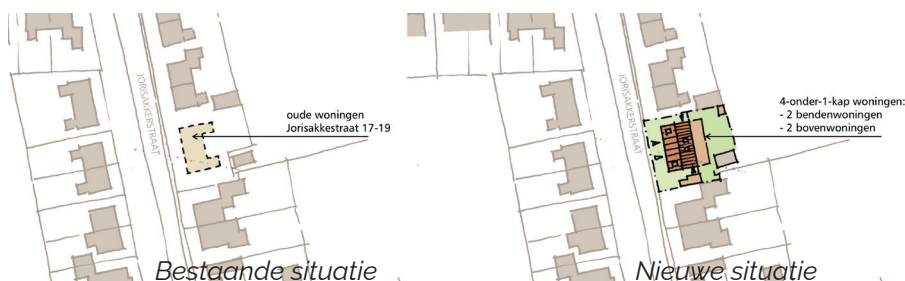 JORISAKKERSTRAAT
oude woningen
Jorisakkestraat 17-19
Bestaande situatie
JORISAKKERSTRAAT
4-onder-1-kap woningen:
- 2 bendenwoningen
- 2 bovenwoningen
Nieuwe situatie